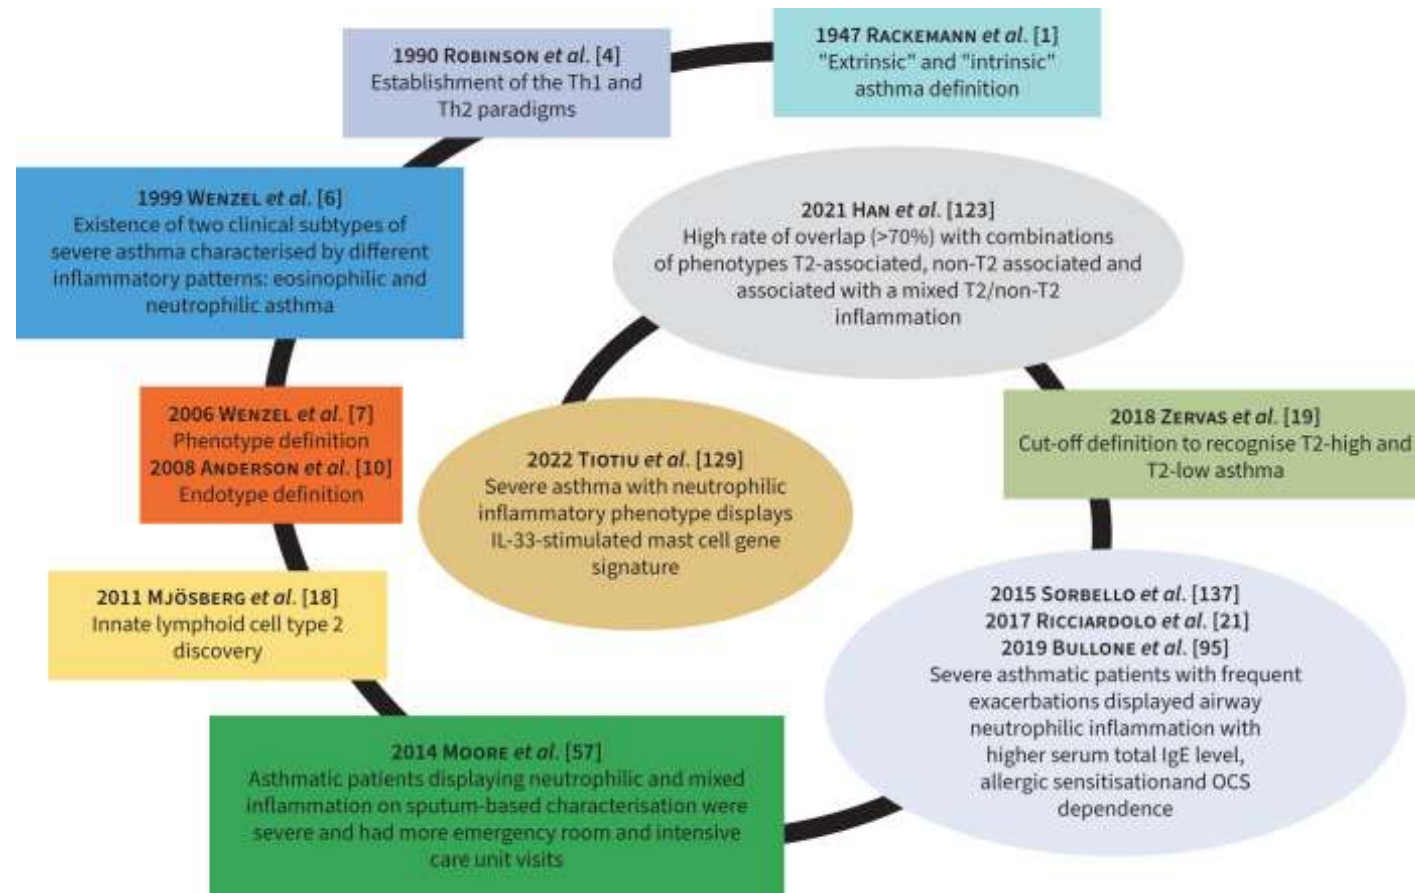 1947 RACKEMANN et al. [1]
"Extrinsic" and "intrinsic"
asthma definition
1990 ROBINSON et al. [4]
Establishment of the Th1 and
Th2 paradigms
1999 WENZEL et al. [6]
Existence of two clinical subtypes of
severe asthma characterised by different
inflammatory patterns: eosinophilic and
neutrophilic asthma
2006 WENZEL et al. [7]
Phenotype definition
2008 ANDERSON et al. [10]
Endotype definition
2011 MJÖSBERG et al. [18]
Innate lymphoid cell type 2
discovery
2014 MOORE et al. [57]
Asthmatic patients displaying neutrophilic and mixed
inflammation on sputum-based characterisation were
severe and had more emergency room and intensive
care unit visits
2015 SORBELLO et al. [137]
2017 RICCIARDOLO et al. [21]
2019 BULLONE et al. [95]
Severe asthmatic patients with frequent
exacerbations displayed airway
neutrophilic inflammation with
higher serum total IgE level,
allergic sensitisationand OCS
dependence
2018 ZERVAS et al. [19]
Cut-off definition to recognise T2-high and
T2-low asthma
2021 HAN et al. [123]
High rate of overlap (>70%) with combinations
of phenotypes T2-associated, non-T2 associated and
associated with a mixed T2/non-T2
inflammation
2022 TIOTIU et al. [129]
Severe asthma with neutrophilic
inflammatory phenotype displays
IL-33-stimulated mast cell gene
signature